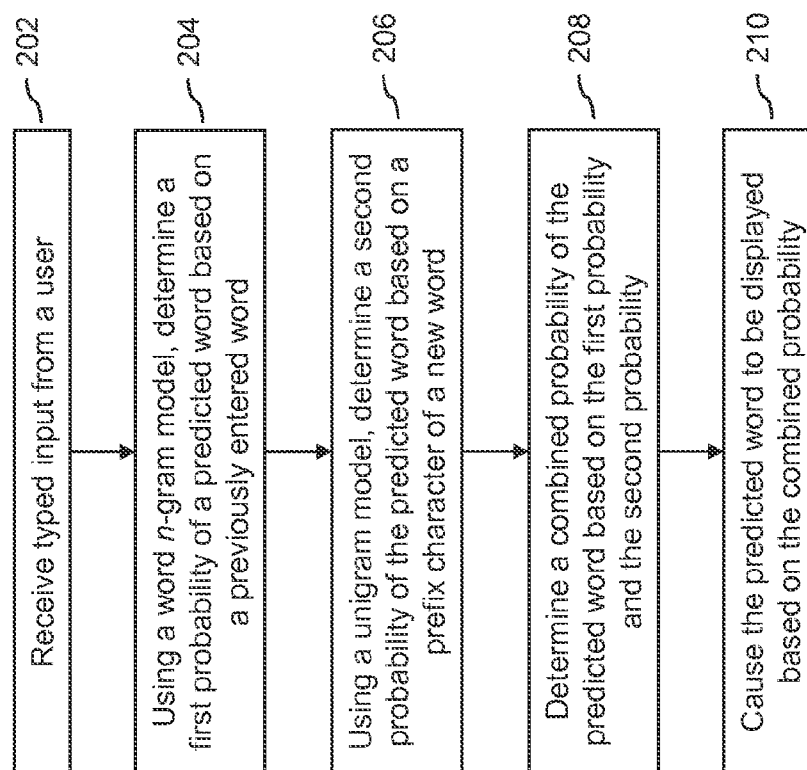 Receive typed input from a user
202
Using a word n-gram model, determine a
first probability of a predicted word based on
a previously entered word
204
Using a unigram model, determine a second
probability of the predicted word based on a
prefix character of a new word
206
Determine a combined probability of the
predicted word based on the first probability
and the second probability
208
Cause the predicted word to be displayed
based on the combined probability
210